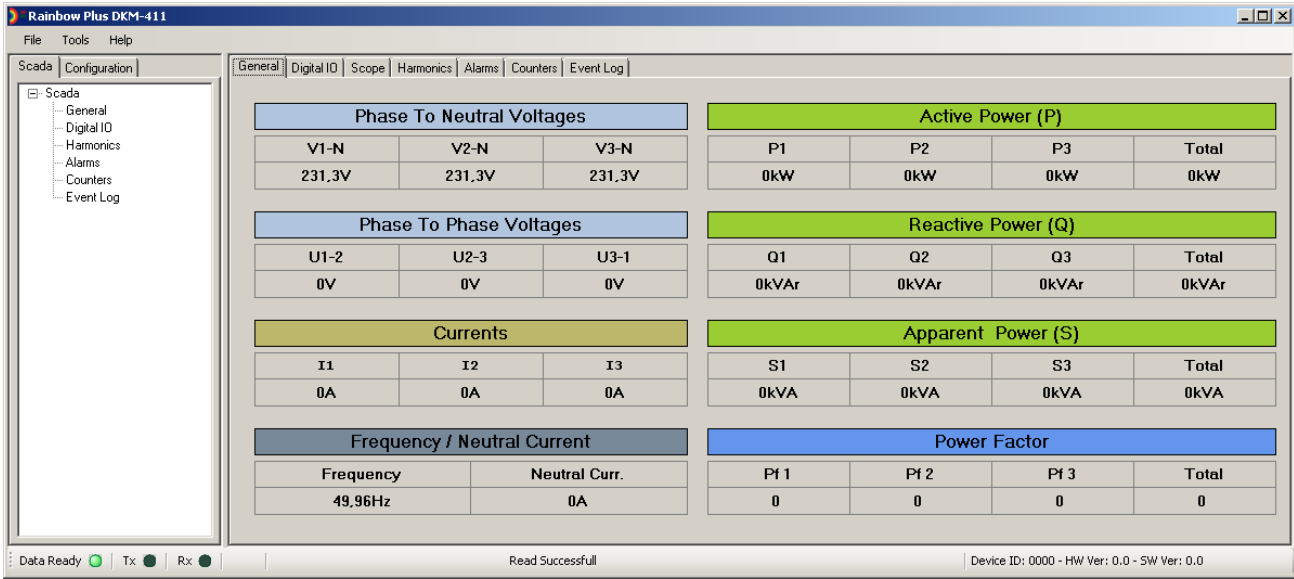 Rainbow Plus DKM-411
File Tools Help
Scada Configuration
General Digital IO Scope Harmonics Alarms Counters Event Log
Scada
General
Digital IO
Harmonics
Alarms
Counters
Event Log
Phase To Neutral Voltages
V1-N V2-N V3-N
231,3V 231,3V 231,3V
Phase To Phase Voltages
U1-2 U2-3 U3-1
0V 0V 0V
Currents
I1 I2 I3
0A 0A 0A
Frequency / Neutral Current
Frequency Neutral Curr.
49,96Hz 0A
Active Power (P)
P1 P2 P3 Total
0kW 0kW 0kW 0kW
Reactive Power (Q)
Q1 Q2 Q3 Total
0kVAr 0kVAr 0kVAr 0kVAr
Apparent Power (S)
S1 S2 S3 Total
0kVA 0kVA 0kVA 0kVA
Power Factor
Pf 1 Pf 2 Pf 3 Total
0 0 0 0
Data Ready Tx Rx Read Successfull Device ID: 0000 - HW Ver: 0.0 - SW Ver: 0.0